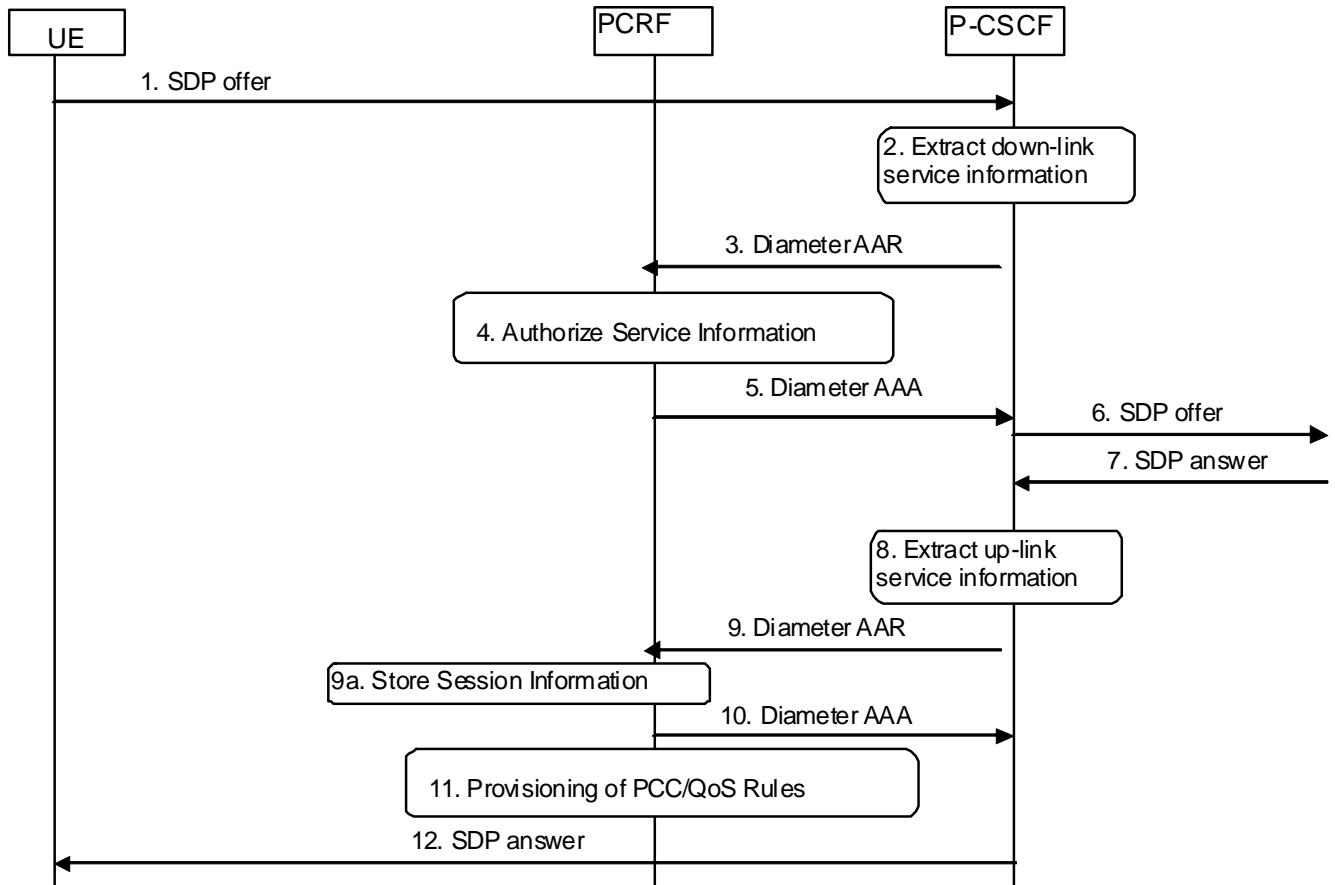 UE
PCRF
P-CSCF
1. SDP offer
2. Extract down-link
service information
3. Diameter AAR
4. Authorize Service Information
5. Diameter AAA
6. SDP offer
7. SDP answer
8. Extract up-link
service information
9. Diameter AAR
9a. Store Session Information
10. Diameter AAA
11. Provisioning of PCC/QoS Rules
12. SDP answer